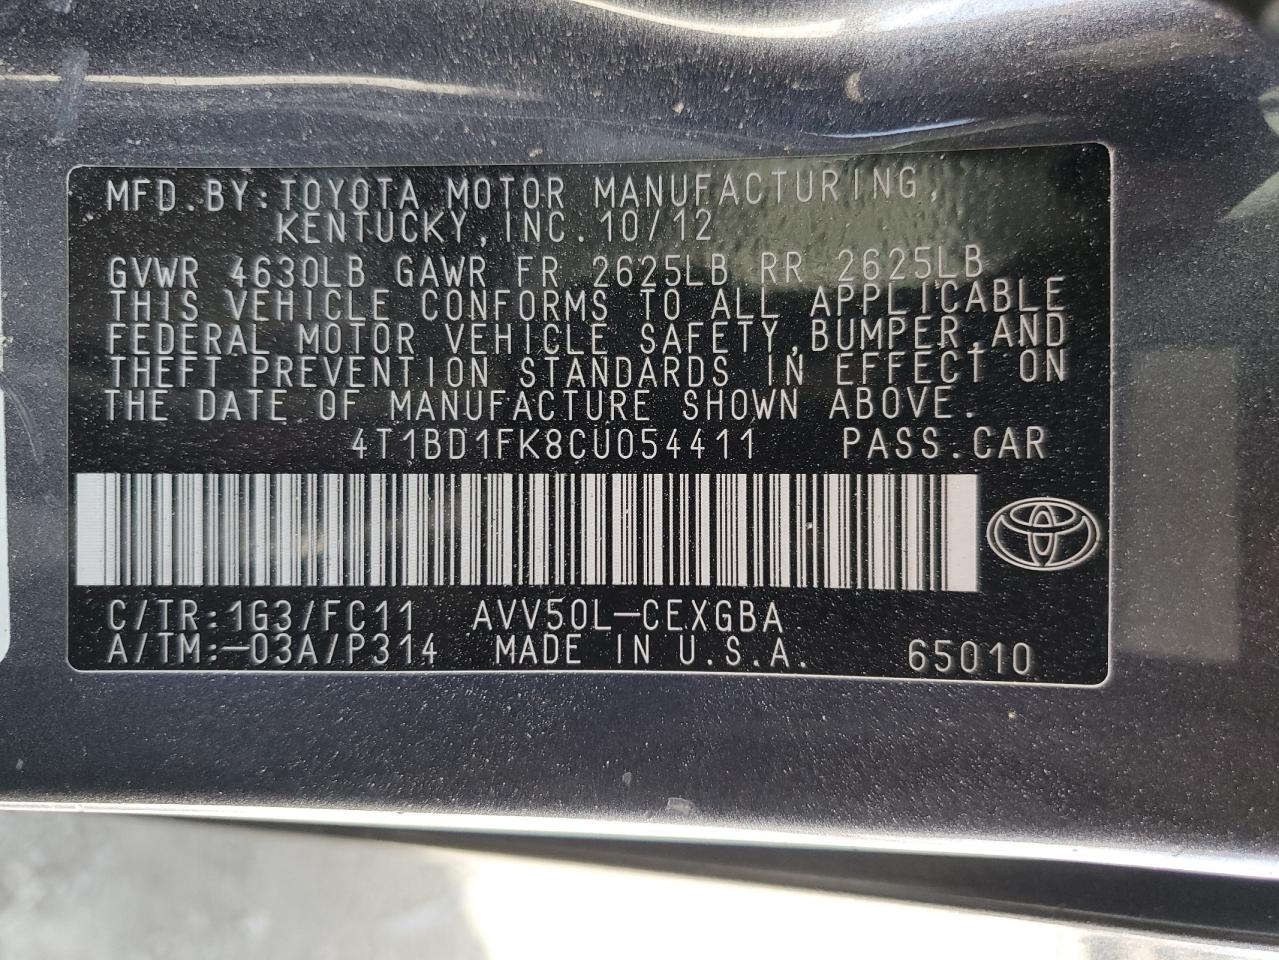 MFD.BY:TOYOTA MOTOR MANUFACTURING,
KENTUCKY,INC.10/12
GVWR 4630LB GAWR FR 2625LB RR 2625LB
THIS VEHICLE CONFORMS TO ALL APPLICABLE
FEDERAL MOTOR VEHICLE SAFETY,BUMPER,AND
THEFT PREVENTION STANDARDS IN EFFECT ON
THE DATE OF MANUFACTURE SHOWN ABOVE.
4T1BD1FK8CU054411 PASS.CAR
C/TR:1G3/FC11 AVV50L-CEXGBA
A/TM:-03A/P314 MADE IN U.S.A. 65010